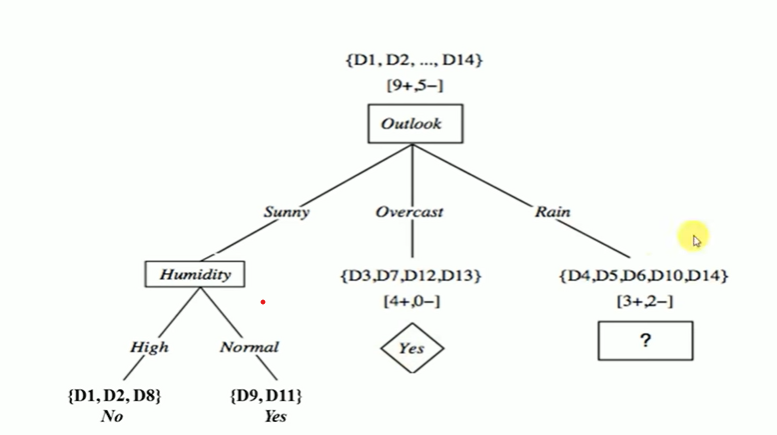 {D1, D2, ..., D14}
[9+,5−]
Outlook
Sunny
Overcast
Rain
Humidity
{D3,D7,D12,D13}
{D4,D5,D6,D10,D14}
[4+,0−]
[3+,2−]
High
Normal
Yes
?
{D1, D2, D8}
{D9, D11}
No
Yes